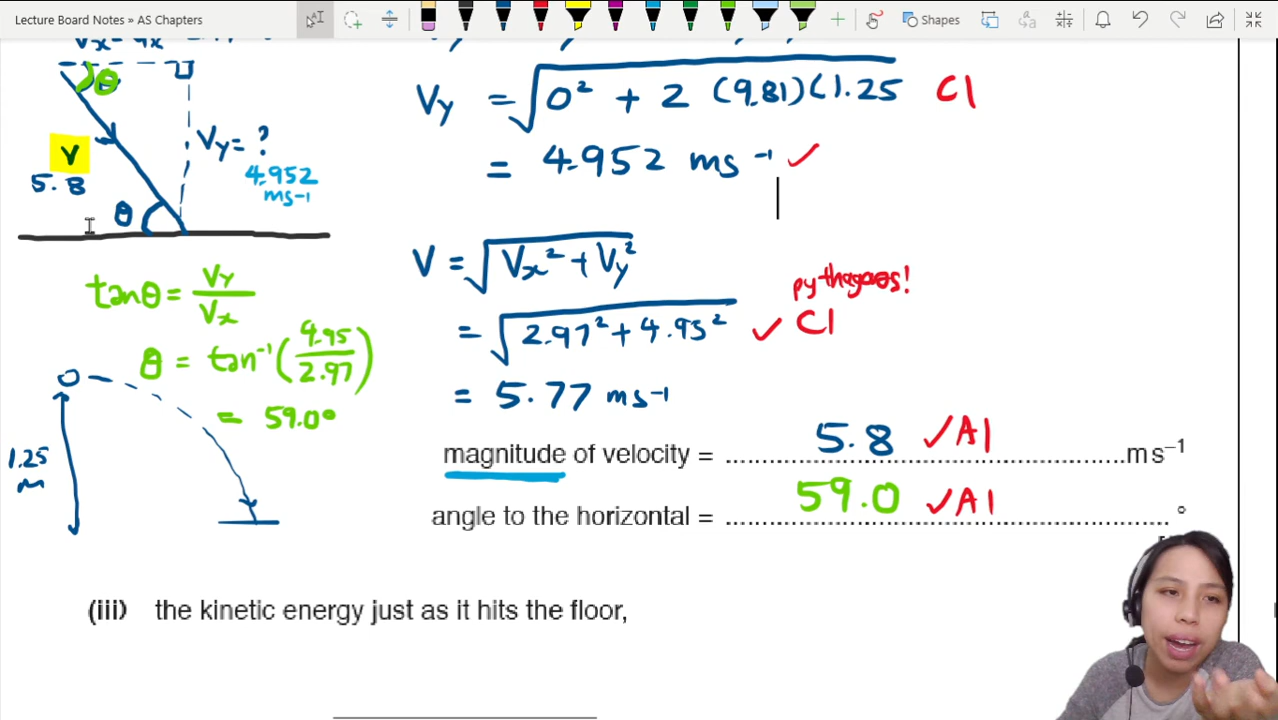 Lecture Board Notes » AS Chapters
Shapes
Vy = √0² + 2 (9.81)(1.25 C1
= 4.952 ms⁻¹ ✓
θ
Vy = ?
4.952
ms-1
V
5.8
θ
V = √Vx² + Vy²
pythagoras!
= √2.97² + 4.95² ✓ C1
= 5.77 ms⁻¹
tanθ = Vy/Vx
θ = tan⁻¹(4.95/2.97)
= 59.0°
1.25
m
magnitude of velocity = 5.8 ✓A1 m s⁻¹
angle to the horizontal = 59.0 ✓A1 °
(iii) the kinetic energy just as it hits the floor,